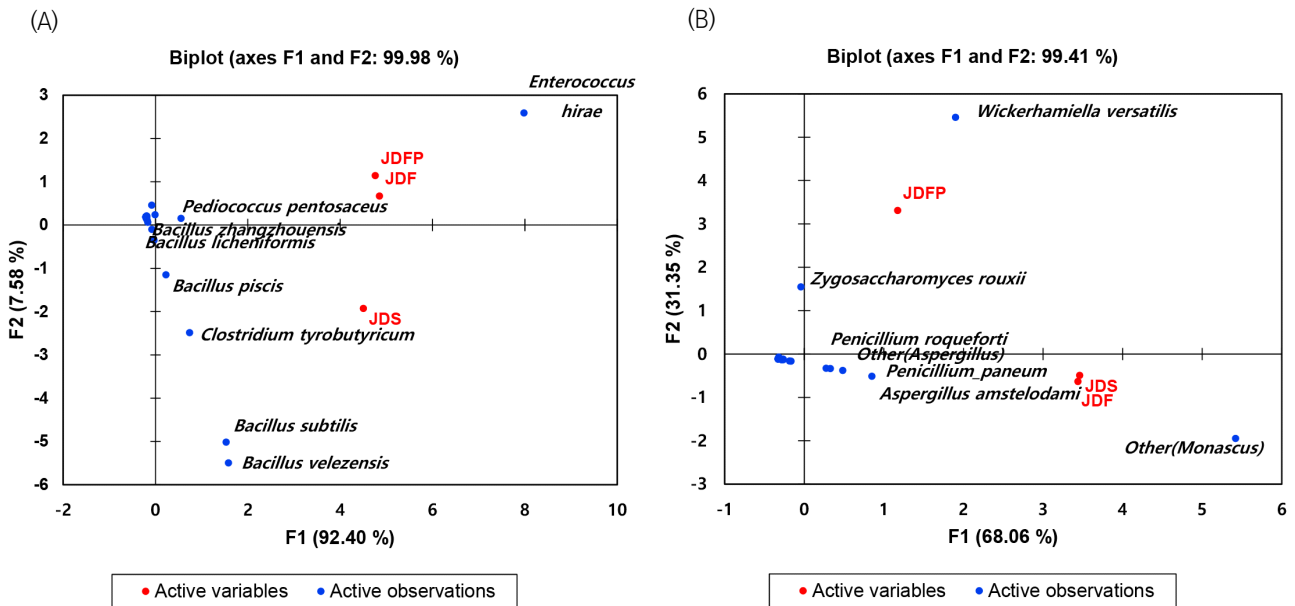 (A)
Biplot (axes F1 and F2: 99.98 %)
Enterococcus
hirae
JDFP
JDF
Pediococcus pentosaceus
Bacillus zhangzhouensis
Bacillus licheniformis
Bacillus piscis
JDS
Clostridium tyrobutyricum
Bacillus subtilis
Bacillus velezensis
3
2
1
0
-1
-2
-3
-4
-5
-6
-2
0
2
4
6
8
10
F2 (7.58 %)
F1 (92.40 %)
Active variables
Active observations
(B)
Biplot (axes F1 and F2: 99.41 %)
Wickerhamiella versatilis
JDFP
Zygosaccharomyces rouxii
Penicillium roqueforti
Other(Aspergillus)
Penicillium_paneum
Aspergillus amstelodami
JDS
JDF
Other(Monascus)
6
5
4
3
2
1
0
-1
-2
-3
-1
0
1
2
3
4
5
6
F2 (31.35 %)
F1 (68.06 %)
Active variables
Active observations